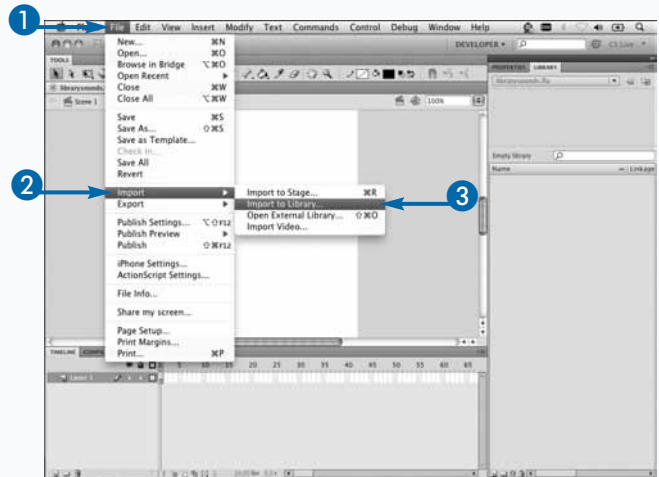 1
File Edit View Insert Modify Text Commands Control Debug Window Help
DEVELOPER
CS Live
TOOLS
New... ⌘N
Open... ⌘O
Browse in Bridge ⌥⌘O
Open Recent
Close ⌘W
Close All ⌥⌘W
PROPERTIES LIBRARY
librarysounds.fla
Scene 1
100%
Save ⌘S
Save As... ⇧⌘S
Save as Template...
Check in...
Save All
Revert
Empty library
Name Linkage
2
Import
Export
Import to Stage... ⌘R
Import to Library...
3
Open External Library... ⇧⌘O
Import Video...
Publish Settings... ⌥⇧F12
Publish Preview
Publish ⇧⌘F12
iPhone Settings...
ActionScript Settings...
File Info...
Share my screen...
Page Setup...
Print Margins...
Print... ⌘P
TIMELINE
5 10 15 20 25 30 35 40 45 50 55 60 65
Layer 1